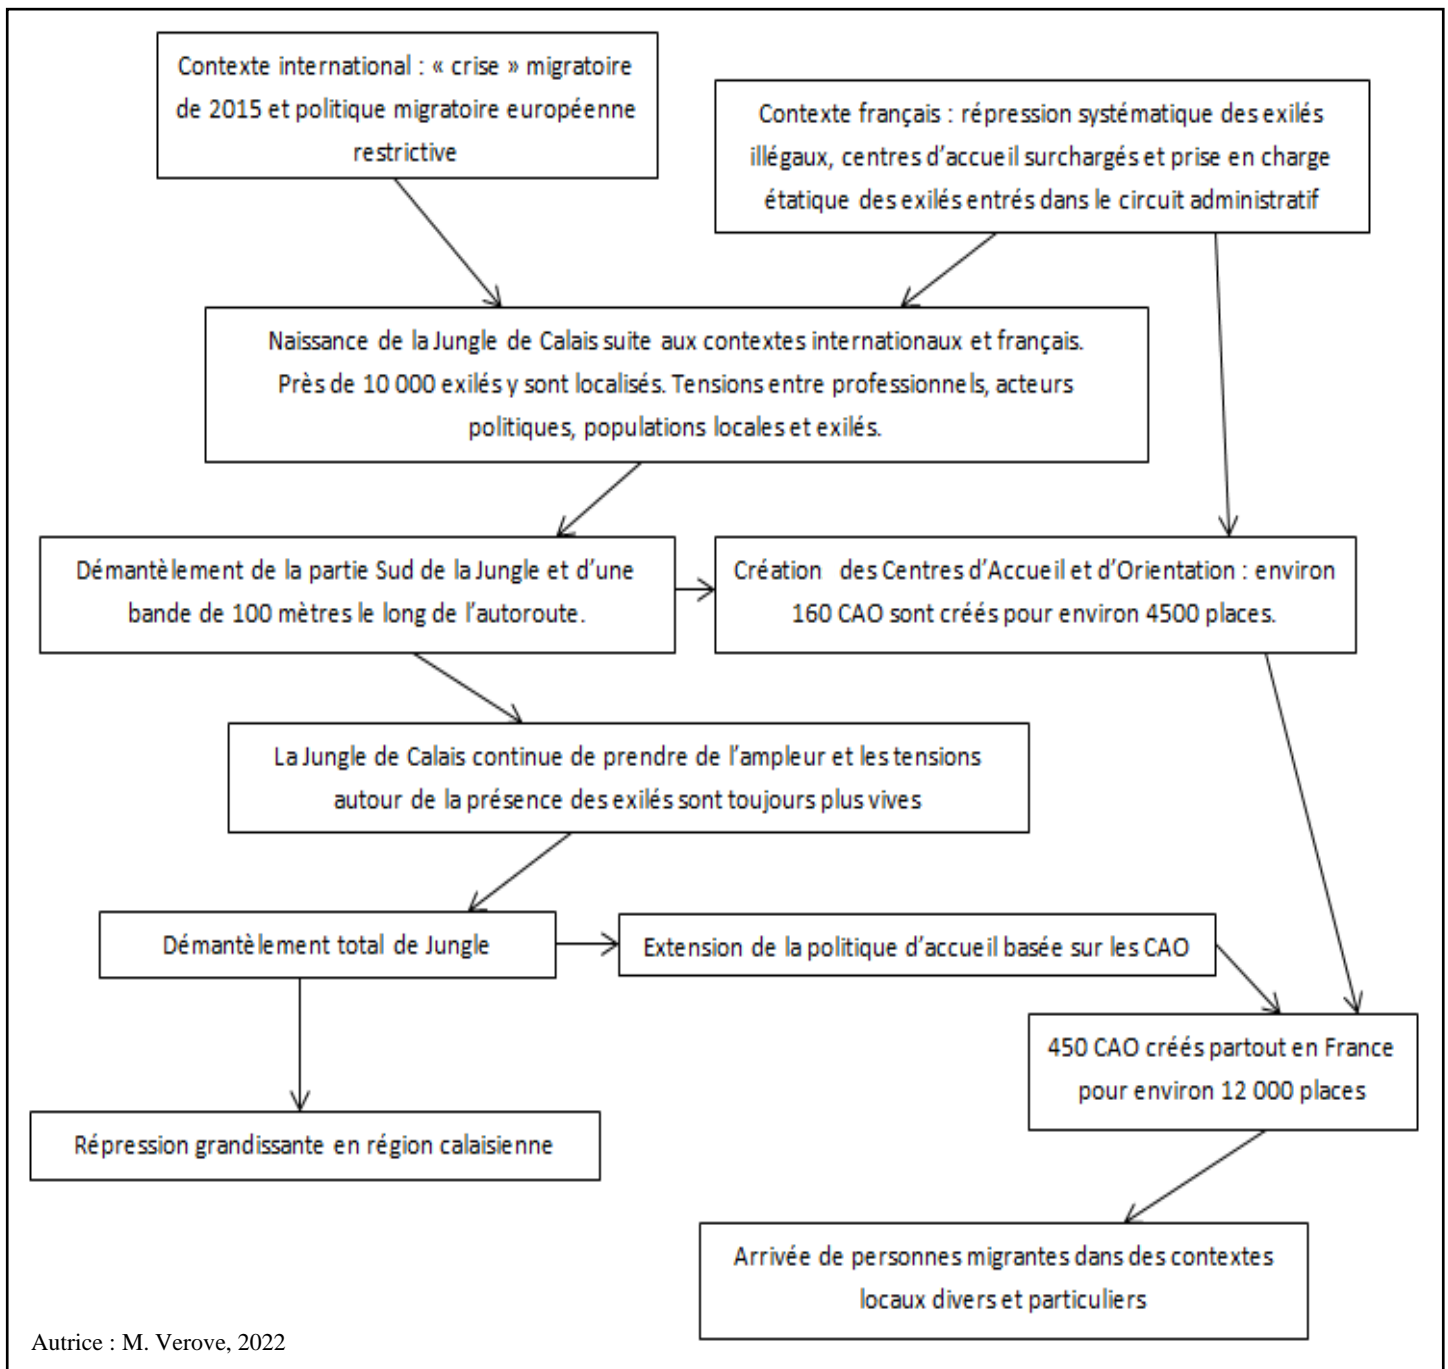 Contexte international : « crise » migratoire
de 2015 et politique migratoire européenne
restrictive
Contexte français : répression systématique des exilés
illégaux, centres d’accueil surchargés et prise en charge
étatique des exilés entrés dans le circuit administratif
Naissance de la Jungle de Calais suite aux contextes internationaux et français.
Près de 10 000 exilés y sont localisés. Tensions entre professionnels, acteurs
politiques, populations locales et exilés.
Démantèlement de la partie Sud de la Jungle et d’une
bande de 100 mètres le long de l’autoroute.
Création des Centres d’Accueil et d’Orientation : environ
160 CAO sont créés pour environ 4500 places.
La Jungle de Calais continue de prendre de l’ampleur et les tensions
autour de la présence des exilés sont toujours plus vives
Démantèlement total de Jungle
Extension de la politique d’accueil basée sur les CAO
450 CAO créés partout en France
pour environ 12 000 places
Répression grandissante en région calaisienne
Arrivée de personnes migrantes dans des contextes
locaux divers et particuliers
Autrice : M. Verove, 2022